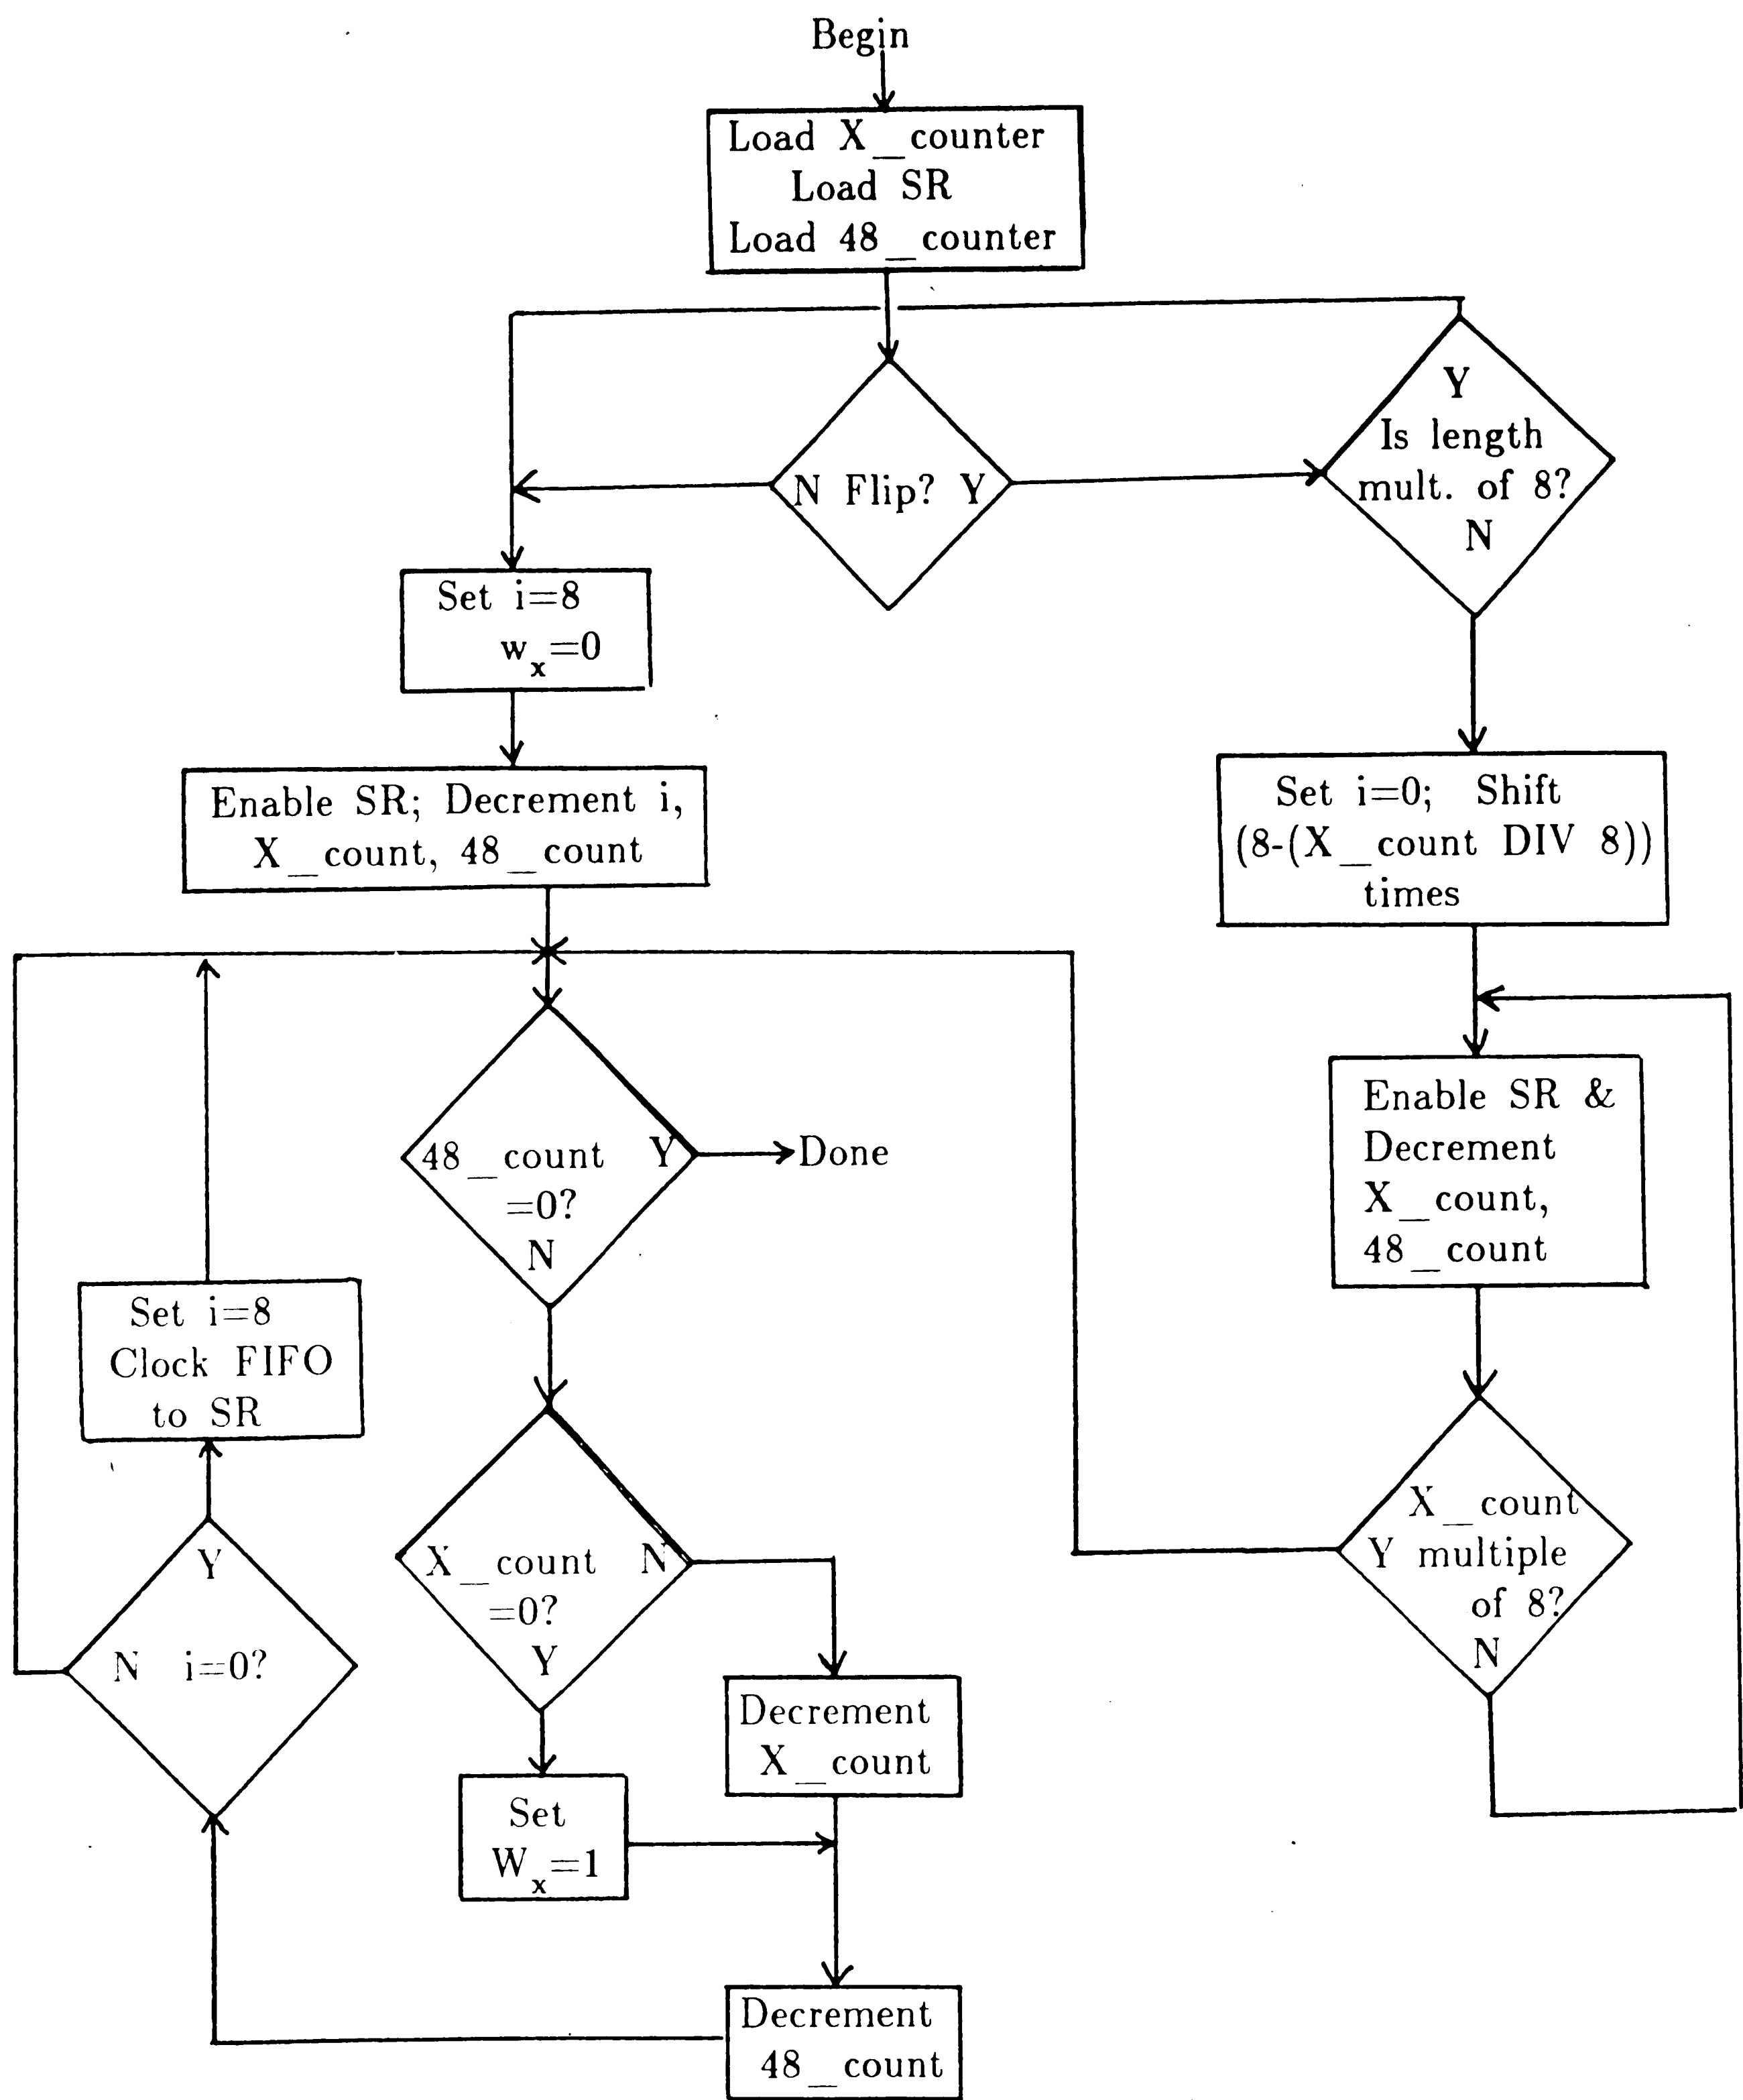 Begin
Load X_counter
Load SR
Load 48_counter
Y
Is length
mult. of 8?
N
N Flip? Y
Set i=8
w_x=0
Enable SR; Decrement i,
X_count, 48_count
Set i=0; Shift
(8-(X_count DIV 8))
times
Enable SR &
Decrement
X_count,
48_count
48_count Y
=0?
N
Done
Set i=8
Clock FIFO
to SR
X_count N
=0?
Y
X_count
Y multiple
of 8?
N
Y
N i=0?
Decrement
X_count
Set
W_x=1
Decrement
48_count